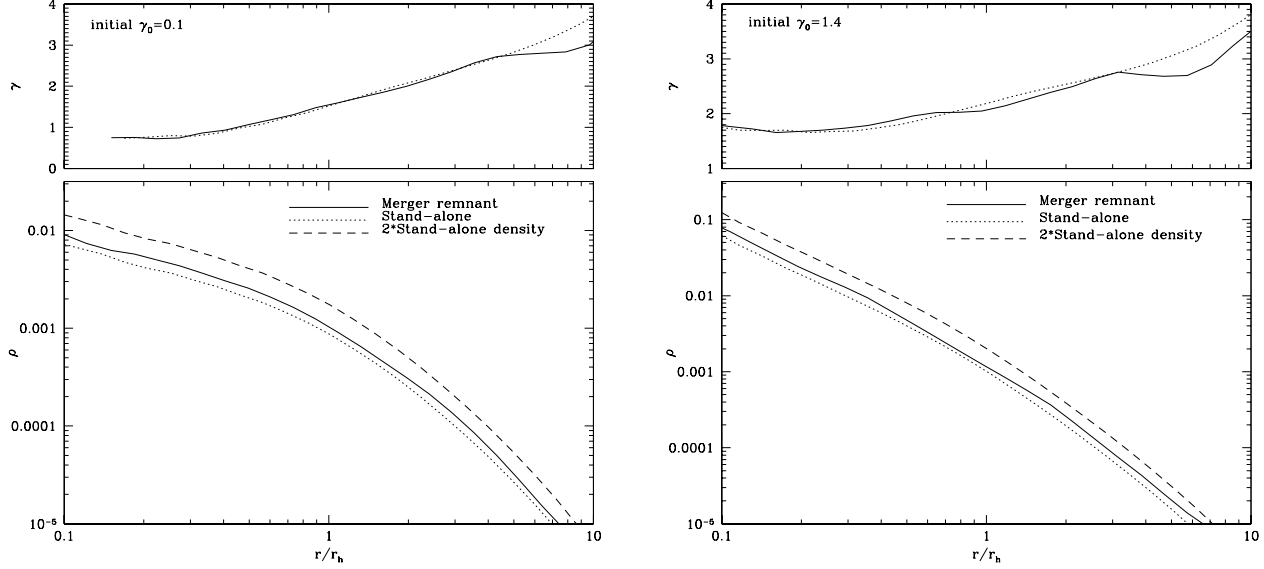 4
initial γ₀=0.1
3
γ
2
1
0
Merger remnant
Stand-alone
2*Stand-alone density
0.01
0.001
ρ
0.0001
10⁻⁵
0.1
1
10
r/rₕ
4
initial γ₀=1.4
3
γ
2
1
Merger remnant
Stand-alone
2*Stand-alone density
0.1
0.01
ρ
0.001
0.0001
10⁻⁵
0.1
1
10
r/rₕ